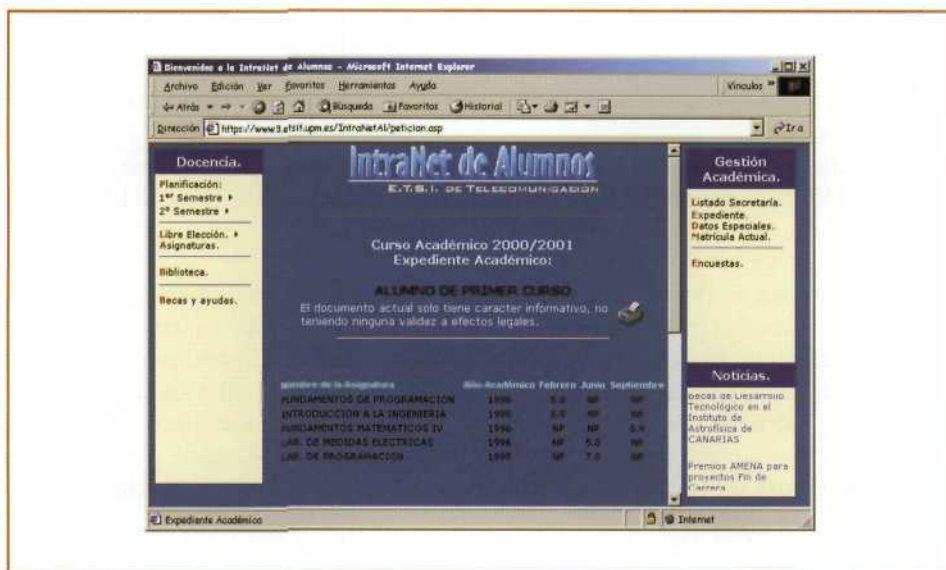 Bienvenidos a la IntraNet de Alumnos - Microsoft Internet Explorer
Archivo Edición Ver Favoritos Herramientas Ayuda
Vínculos »
Atrás
Búsqueda Favoritos Historial
Dirección https://www3.etsit.upm.es/IntraNetAl/peticion.asp
Ir a
Docencia.
Planificación:
1er Semestre
2º Semestre
Libre Elección.
Asignaturas.
Biblioteca.
Becas y ayudas.
IntraNet de Alumnos
E.T.S.I. DE TELECOMUNICACIÓN
Curso Académico 2000/2001
Expediente Académico:
ALUMNO DE PRIMER CURSO
El documento actual solo tiene caracter informativo, no
teniendo ninguna validez a efectos legales.
Nombre de la Asignatura Año Académico Febrero Junio Septiembre
FUNDAMENTOS DE PROGRAMACIÓN 1996 NP NP
INTRODUCCION A LA INGENIERIA NP NP
FUNDAMENTOS MATEMATICOS IV 1996 NP NP
LAB. DE MEDIDAS ELECTRICAS 1996 NP 5.0 NP
LAB. DE PROGRAMACION NP 7.0 NP
Gestión
Académica.
Listado Secretaría.
Expediente.
Datos Especiales.
Matrícula Actual.
Encuestas.
Noticias.
Becas de Desarrollo
Tecnológico en el
Instituto de
Astrofísica de
CANARIAS
Premios AMENA para
proyectos Fin de
Carrera
Expediente Académico
Internet